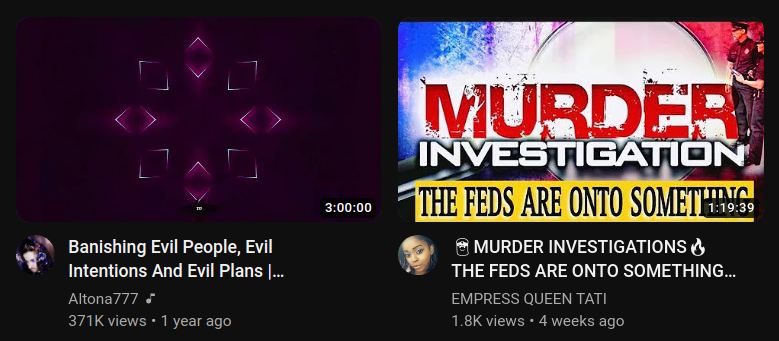 3:00:00
Banishing Evil People, Evil
Intentions And Evil Plans |...
Altona777
371K views • 1 year ago
MURDER
INVESTIGATION
THE FEDS ARE ONTO SOMETHING
1:19:39
MURDER INVESTIGATIONS🔥
THE FEDS ARE ONTO SOMETHING...
EMPRESS QUEEN TATI
1.8K views • 4 weeks ago